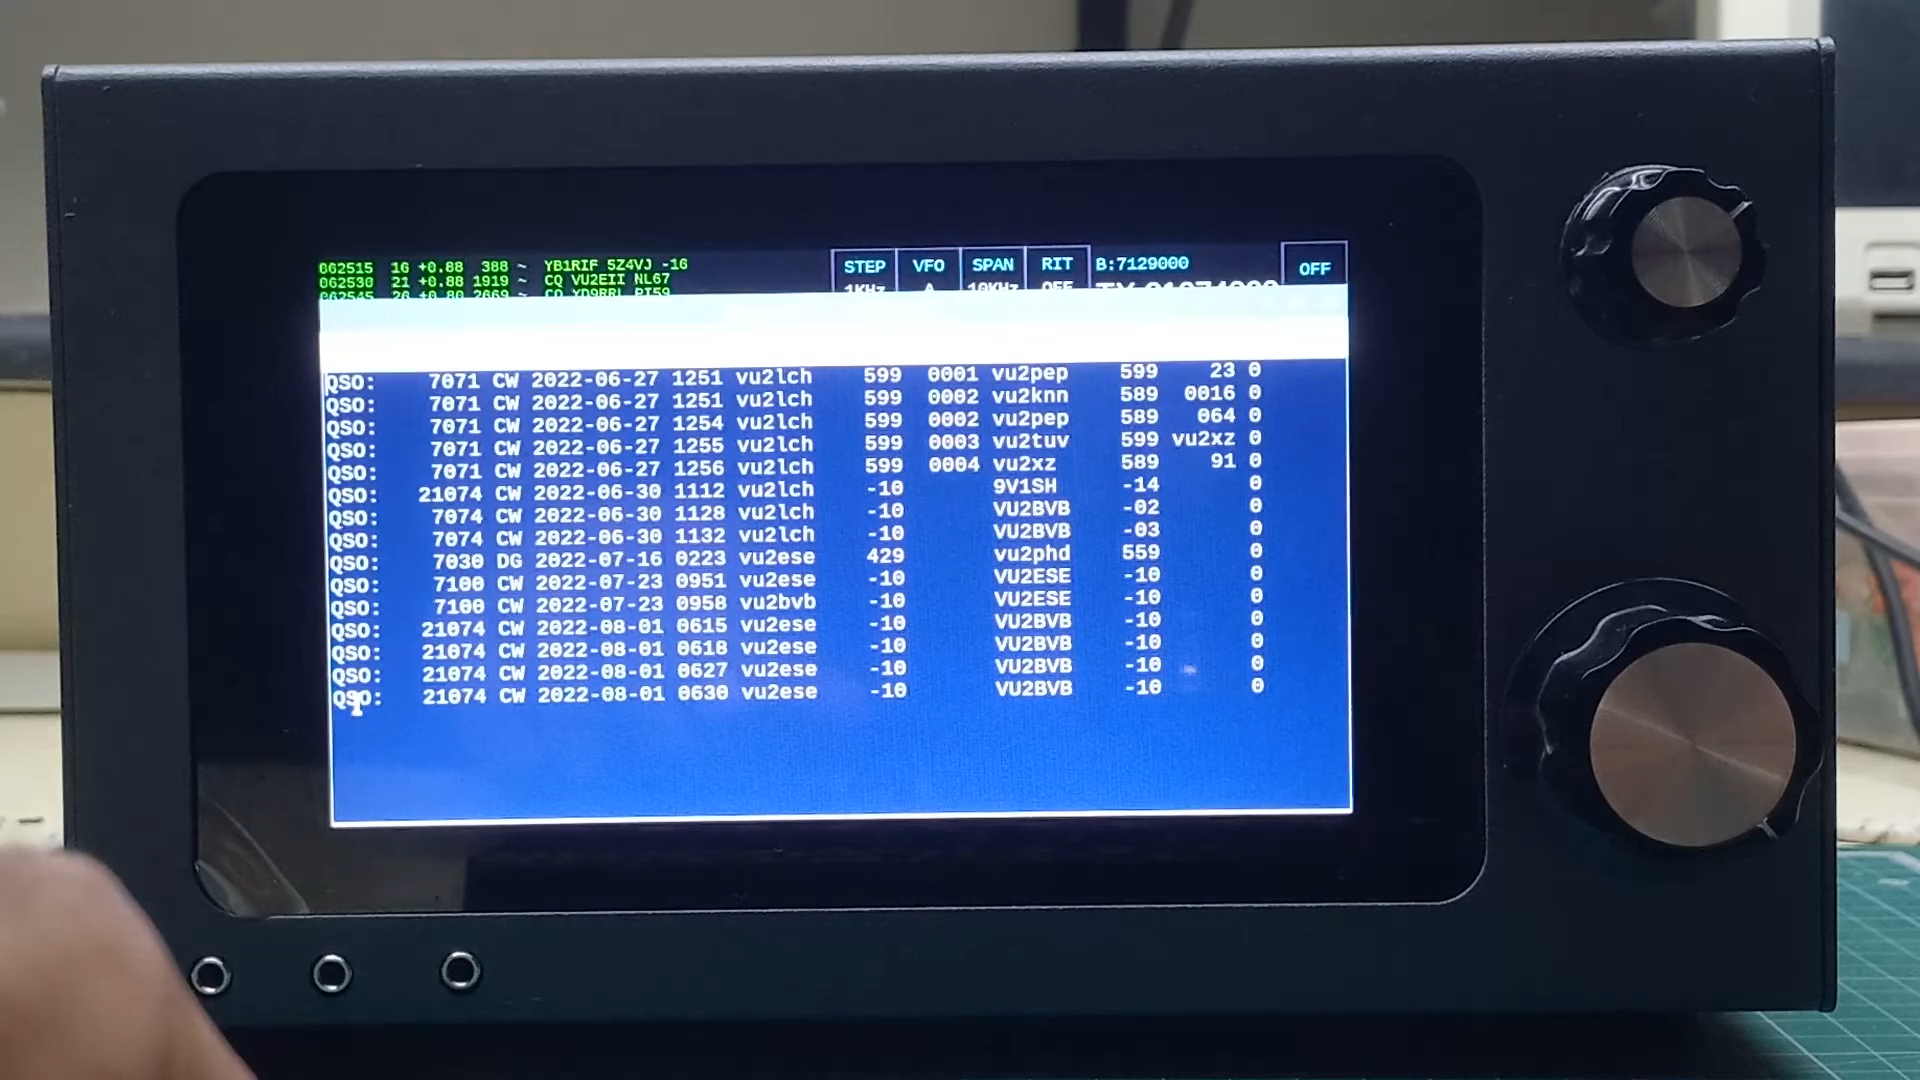 062515 16 +0.88 388 ~ YB1RIF 5Z4VJ -16
062530 21 +0.88 1919 ~ CQ VU2EII NL67
062545 26 +0.80 2669 ~ CQ YD9BBL PI59
STEP VFO SPAN RIT B:7129000 OFF
1KHz A 10KHz OFF
QSO: 7071 CW 2022-06-27 1251 vu2lch 599 0001 vu2pep 599 23 0
QSO: 7071 CW 2022-06-27 1251 vu2lch 599 0002 vu2knn 589 0016 0
QSO: 7071 CW 2022-06-27 1254 vu2lch 599 0002 vu2pep 589 064 0
QSO: 7071 CW 2022-06-27 1255 vu2lch 599 0003 vu2tuv 599 vu2xz 0
QSO: 7071 CW 2022-06-27 1256 vu2lch 599 0004 vu2xz 589 91 0
QSO: 21074 CW 2022-06-30 1112 vu2lch -10 9V1SH -14 0
QSO: 7074 CW 2022-06-30 1128 vu2lch -10 VU2BVB -02 0
QSO: 7074 CW 2022-06-30 1132 vu2lch -10 VU2BVB -03 0
QSO: 7030 DG 2022-07-16 0223 vu2ese 429 vu2phd 559 0
QSO: 7100 CW 2022-07-23 0951 vu2ese -10 VU2ESE -10 0
QSO: 7100 CW 2022-07-23 0958 vu2bvb -10 VU2ESE -10 0
QSO: 21074 CW 2022-08-01 0615 vu2ese -10 VU2BVB -10 0
QSO: 21074 CW 2022-08-01 0618 vu2ese -10 VU2BVB -10 0
QSO: 21074 CW 2022-08-01 0627 vu2ese -10 VU2BVB -10 0
QSO: 21074 CW 2022-08-01 0630 vu2ese -10 VU2BVB -10 0